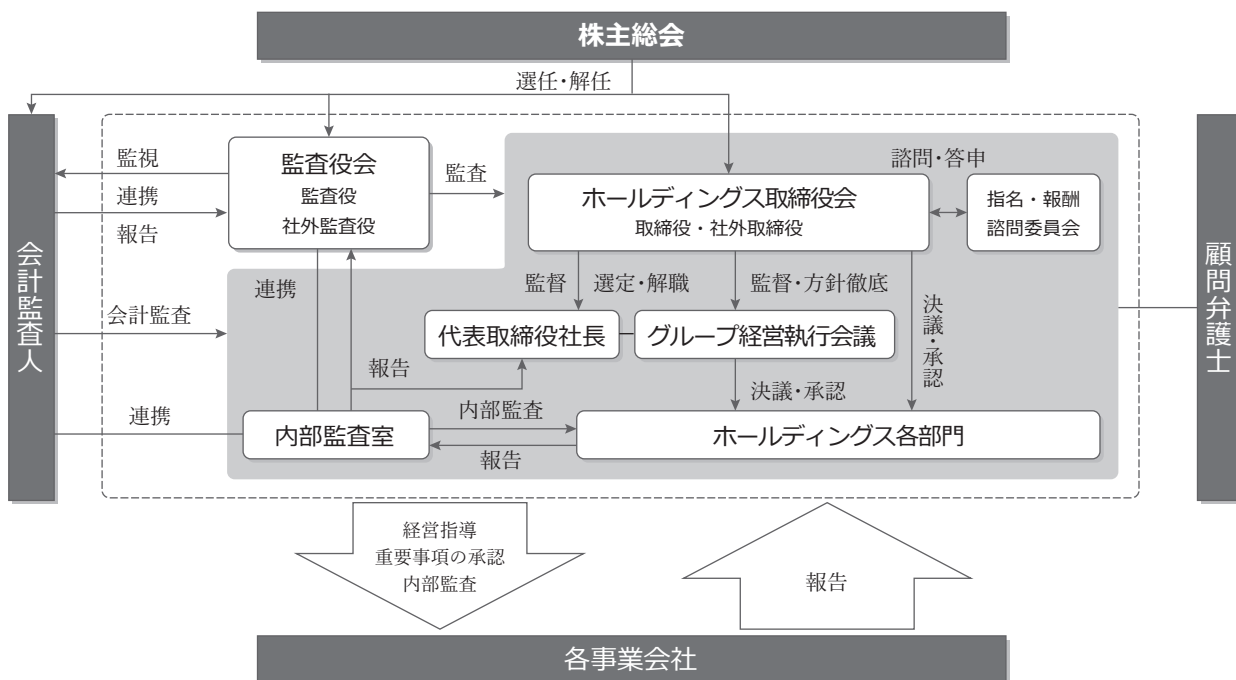 株主総会
選任・解任
監査役会
監査役
社外監査役
監視
連携
報告
監査
諮問・答申
ホールディングス取締役会
取締役・社外取締役
指名・報酬
諮問委員会
会計監査人
顧問弁護士
連携
監督
選定・解職
監督・方針徹底
決議・承認
会計監査
代表取締役社長
グループ経営執行会議
報告
決議・承認
連携
内部監査室
内部監査
報告
ホールディングス各部門
経営指導
重要事項の承認
内部監査
報告
各事業会社